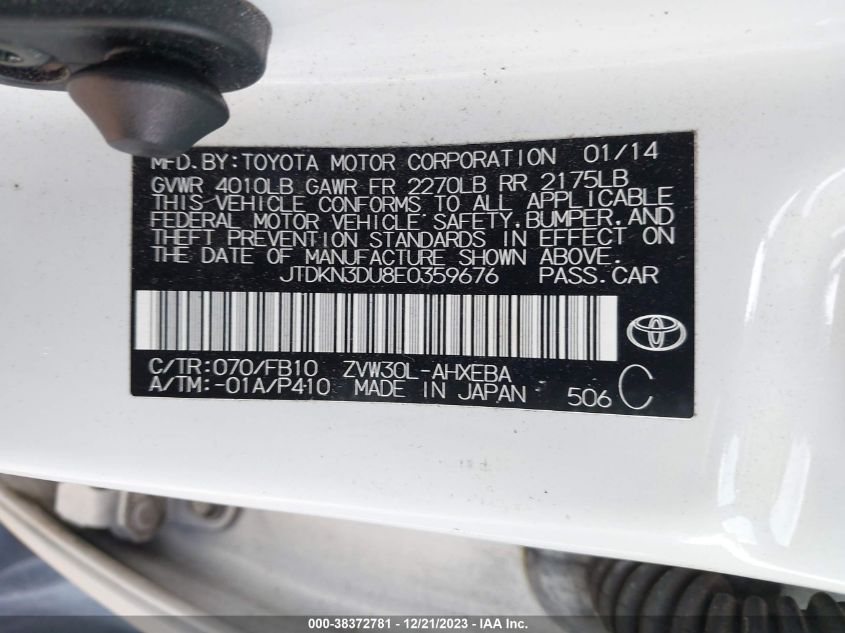 MFD.BY:TOYOTA MOTOR CORPORATION 01/14
GVWR 4010LB GAWR FR 2270LB RR 2175LB
THIS VEHICLE CONFORMS TO ALL APPLICABLE
FEDERAL MOTOR VEHICLE SAFETY,BUMPER,AND
THEFT PREVENTION STANDARDS IN EFFECT ON
THE DATE OF MANUFACTURE SHOWN ABOVE.
JTDKN3DU8E0359676 PASS.CAR
C/TR:070/FB10 ZVW30L-AHXEBA
A/TM:-01A/P410 MADE IN JAPAN 506 C
000-38372781 - 12/21/2023 - IAA Inc.